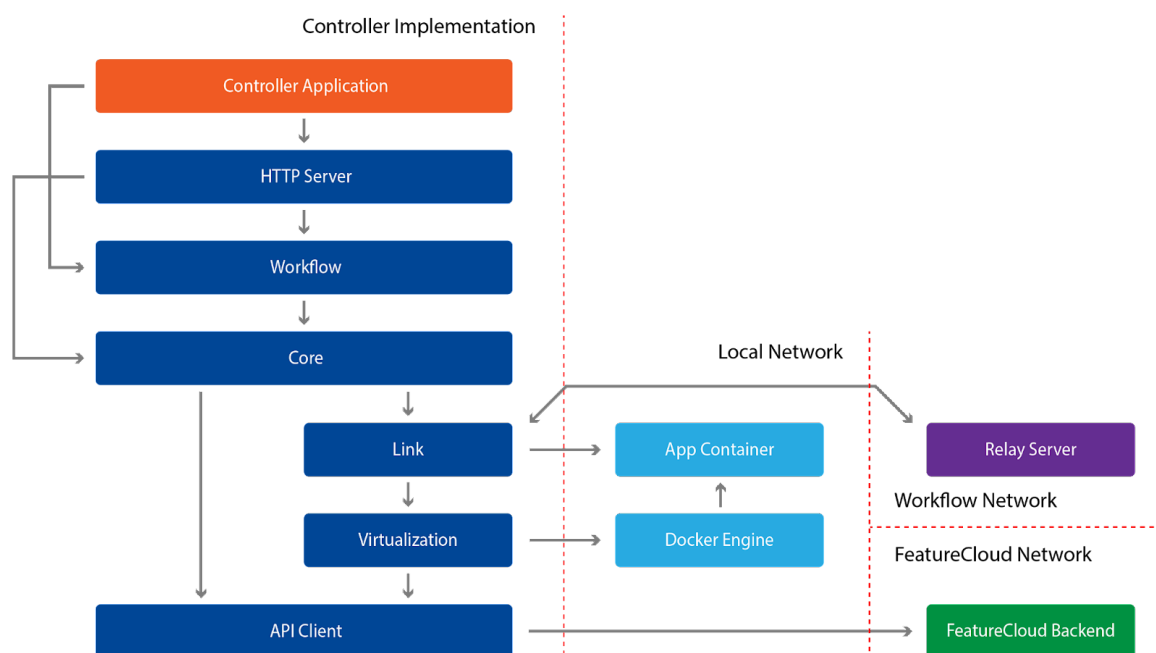 Controller Implementation
Controller Application
HTTP Server
Workflow
Core
Local Network
Link
App Container
Relay Server
Workflow Network
Virtualization
Docker Engine
FeatureCloud Network
API Client
FeatureCloud Backend